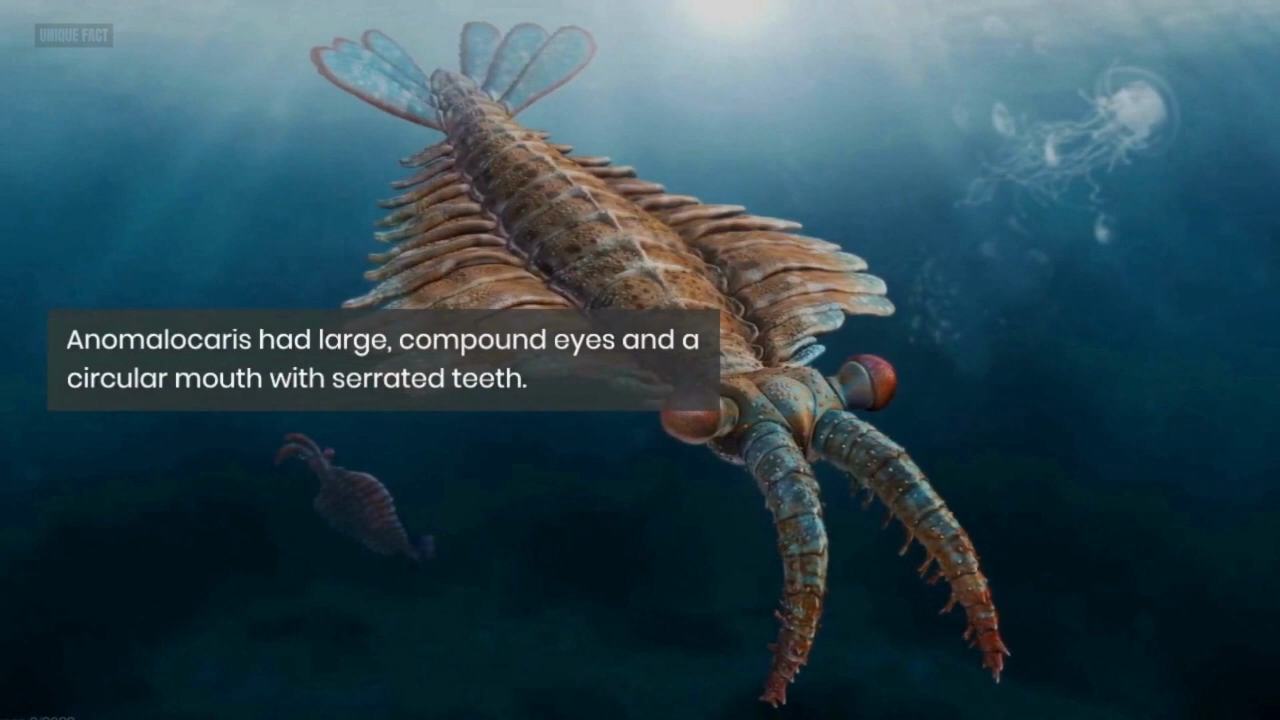 UNIQUE FACT
Anomalocaris had large, compound eyes and a
circular mouth with serrated teeth.